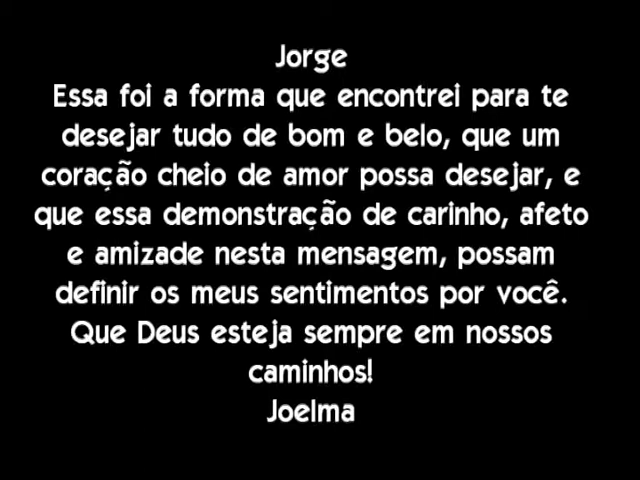 Jorge
Essa foi a forma que encontrei para te
desejar tudo de bom e belo, que um
coração cheio de amor possa desejar, e
que essa demonstração de carinho, afeto
e amizade nesta mensagem, possam
definir os meus sentimentos por você.
Que Deus esteja sempre em nossos
caminhos!
Joelma